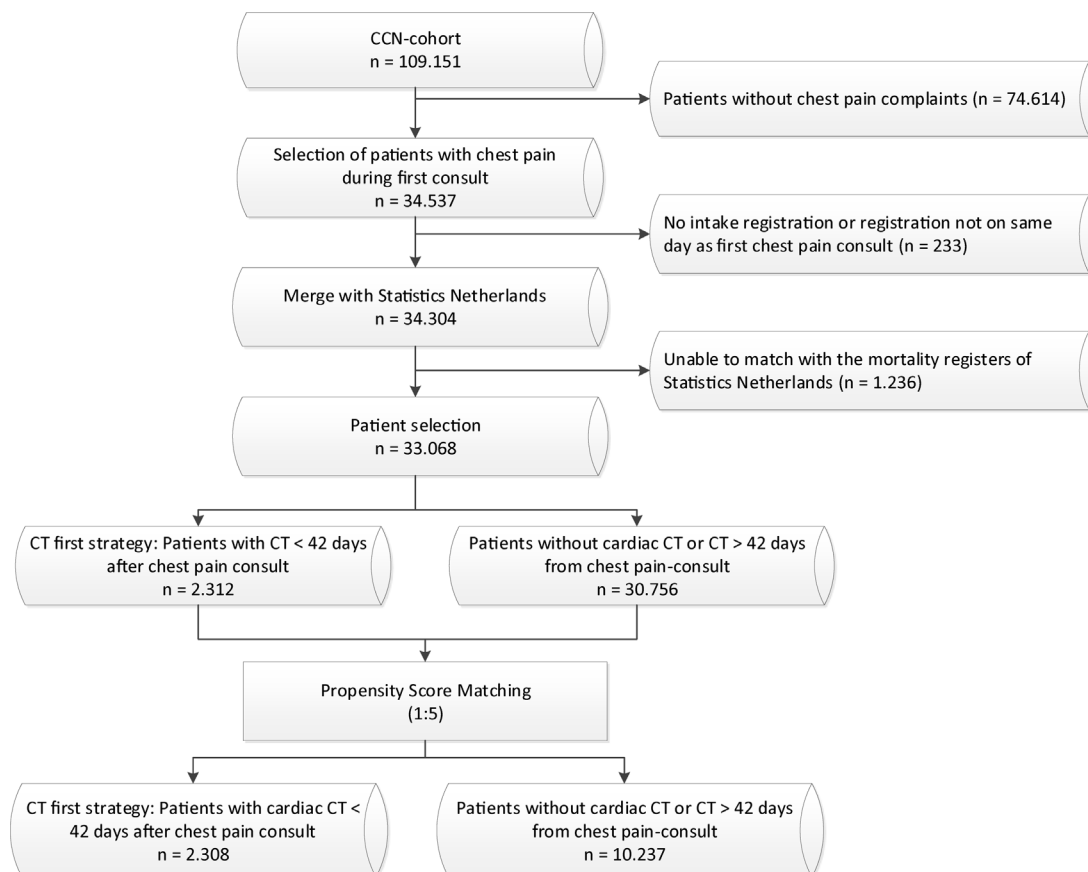 CCN-cohort
n = 109.151
Patients without chest pain complaints (n = 74.614)
Selection of patients with chest pain
during first consult
n = 34.537
No intake registration or registration not on same
day as first chest pain consult (n = 233)
Merge with Statistics Netherlands
n = 34.304
Unable to match with the mortality registers of
Statistics Netherlands (n = 1.236)
Patient selection
n = 33.068
CT first strategy: Patients with CT < 42 days
after chest pain consult
n = 2.312
Patients without cardiac CT or CT > 42 days
from chest pain-consult
n = 30.756
Propensity Score Matching
(1:5)
CT first strategy: Patients with cardiac CT <
42 days after chest pain consult
n = 2.308
Patients without cardiac CT or CT > 42 days
from chest pain-consult
n = 10.237